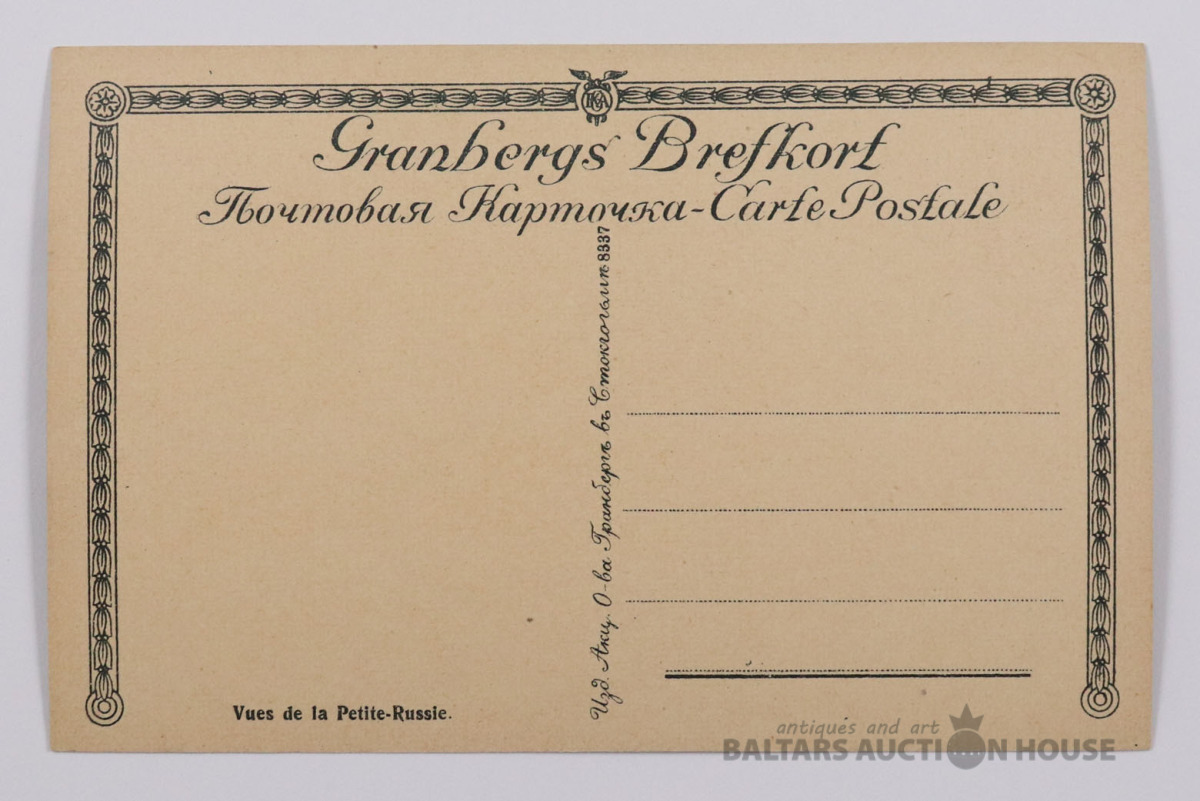 Granbergs Brefkort
Почтовая Карточка-Carte Postale
Изд. Акц. О-ва Гранбергъ въ Стокгольмѣ 8337
Vues de la Petite-Russie.
antiques and art
BALTARS AUCTION HOUSE